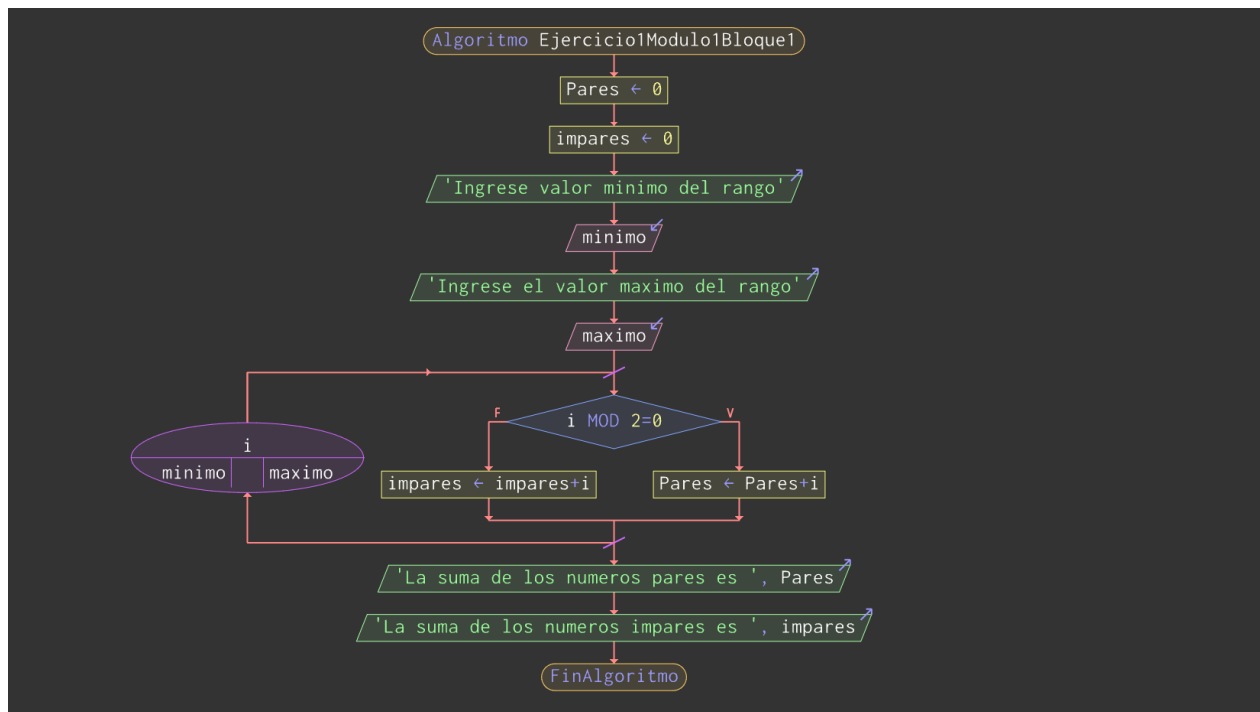 Algoritmo Ejercicio1Modulo1Bloque1
Pares ← 0
impares ← 0
'Ingrese valor minimo del rango'
minimo
'Ingrese el valor maximo del rango'
maximo
F
i MOD 2=0
V
i
minimo
maximo
impares ← impares+i
Pares ← Pares+i
'La suma de los numeros pares es ', Pares
'La suma de los numeros impares es ', impares
FinAlgoritmo